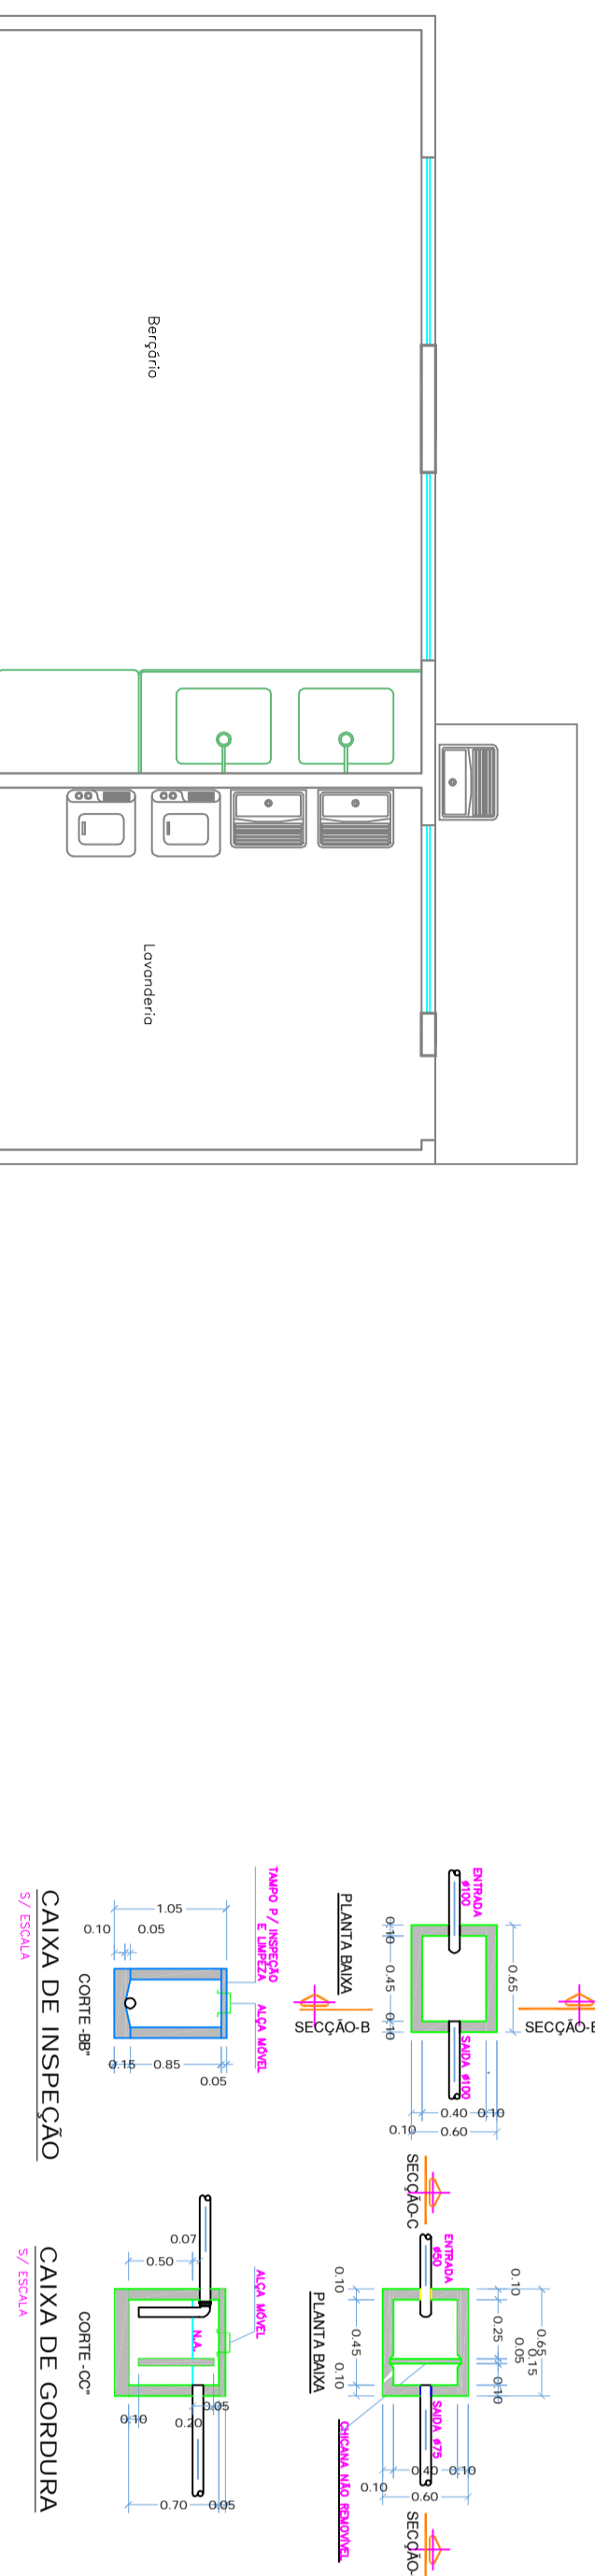 Berçário
Lavanderia
ENTRADA
ø100
0.65
0.10
0.45
0.10
SAIDA ø100
0.40
0.10
0.10
0.60
PLANTA BAIXA
SECÇÃO-B
SECÇÃO-B
TAMPO P/ INSPEÇÃO
E LIMPEZA
ALÇA MÓVEL
1.05
0.10
0.05
0.15
0.85
0.05
CORTE -BB"
CAIXA DE INSPEÇÃO
S/ ESCALA
SECÇÃO-C
ENTRADA
ø50
0.65
0.10
0.25
0.05
0.15
0.10
0.10
0.45
0.10
SAIDA ø75
0.40
0.10
0.10
0.60
PLANTA BAIXA
CHICANA NÃO REMOVIVEL
SECÇÃO-
ALÇA MÓVEL
0.07
0.50
N.A.
0.05
0.20
0.10
0.70
0.05
CORTE -CC"
CAIXA DE GORDURA
S/ ESCALA